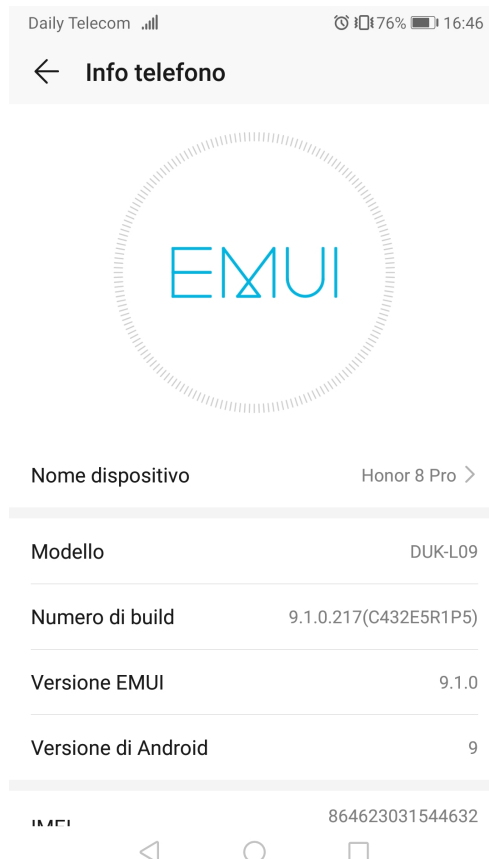 Daily Telecom 76% 16:46
Info telefono
EMUI
Nome dispositivo Honor 8 Pro
Modello DUK-L09
Numero di build 9.1.0.217(C432E5R1P5)
Versione EMUI 9.1.0
Versione di Android 9
IMEI 864623031544632